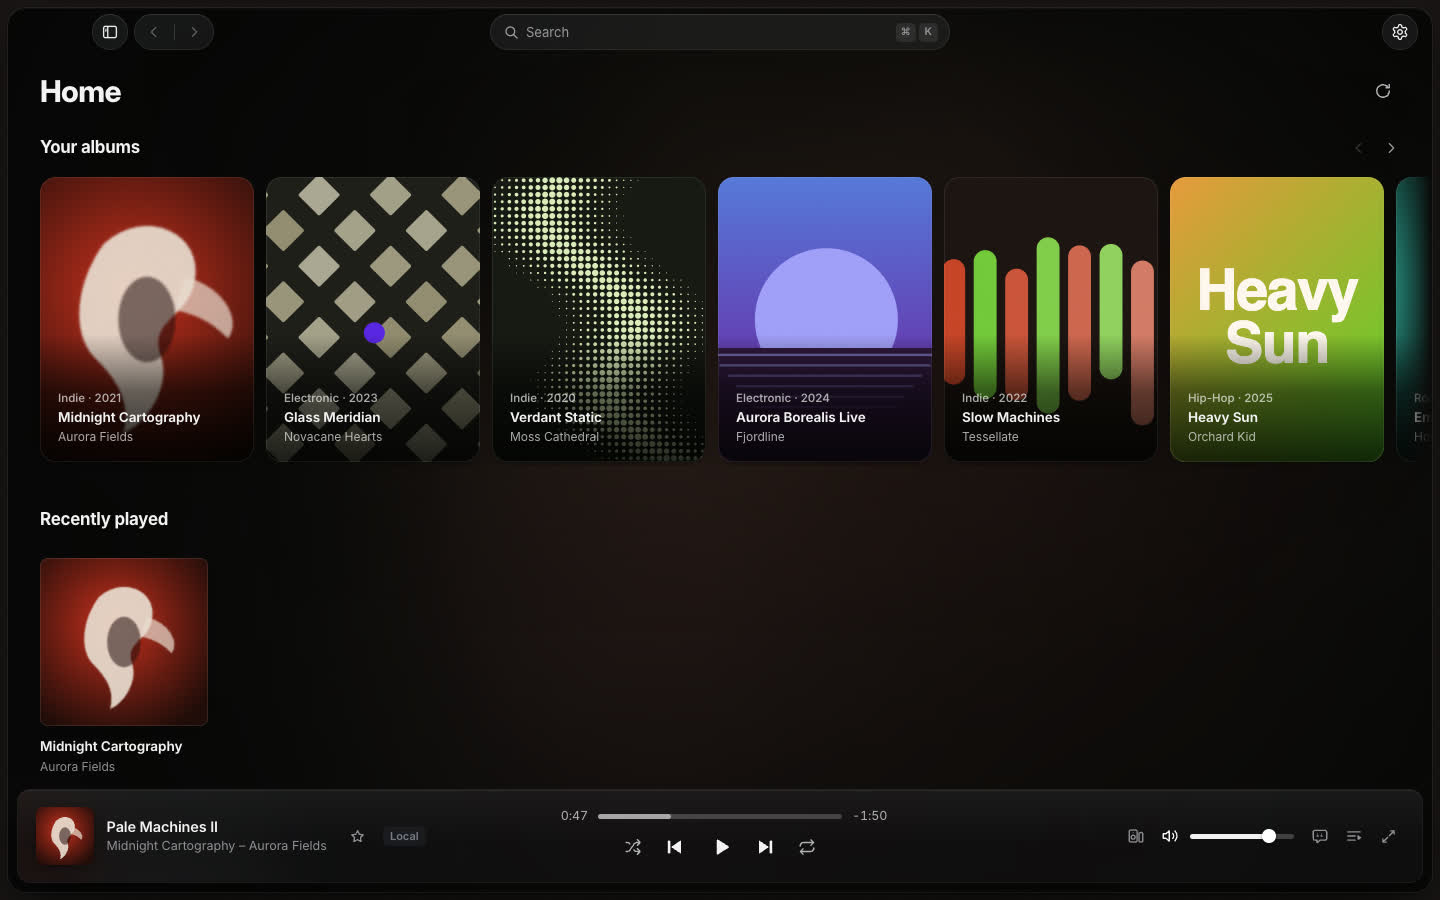 Search
⌘ K
Home
Your albums
Indie · 2021
Midnight Cartography
Aurora Fields
Electronic · 2023
Glass Meridian
Novacane Hearts
Indie · 2020
Verdant Static
Moss Cathedral
Electronic · 2024
Aurora Borealis Live
Fjordline
Indie · 2022
Slow Machines
Tessellate
Heavy
Sun
Hip-Hop · 2025
Heavy Sun
Orchard Kid
Recently played
Midnight Cartography
Aurora Fields
Pale Machines II
Midnight Cartography – Aurora Fields
Local
0:47
-1:50